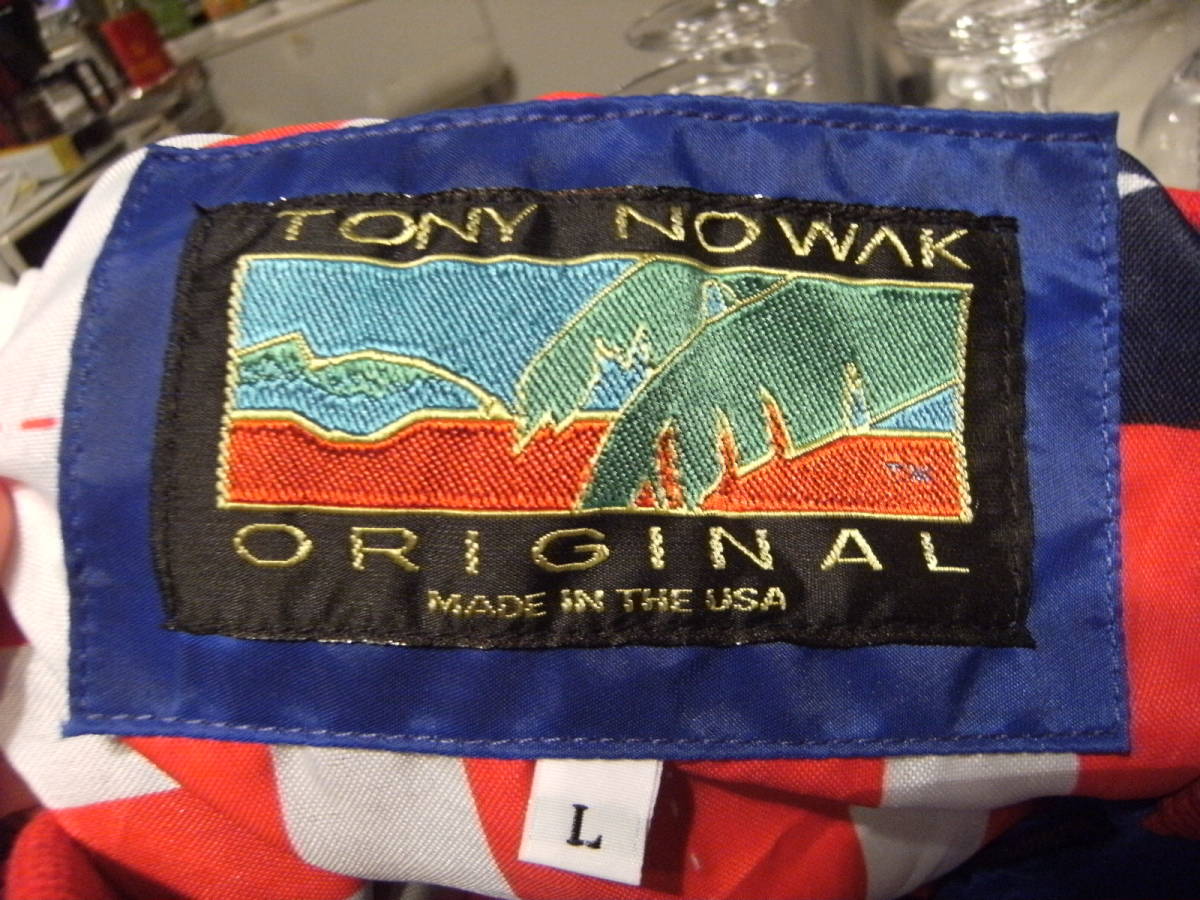 TONY NOWAK
TM
ORIGINAL
MADE IN THE USA
L